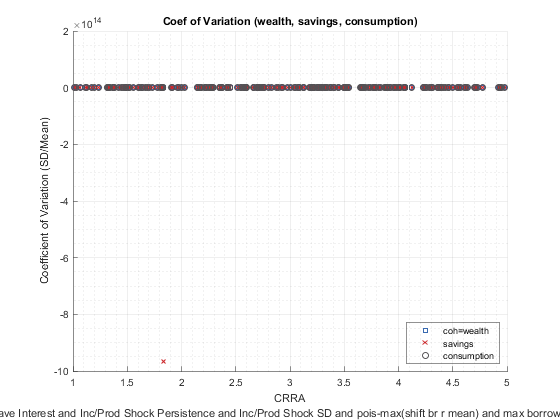 Coef of Variation (wealth, savings, consumption)
×10^14
2
0
-2
-4
-6
-8
-10
Coefficient of Variation (SD/Mean)
1 1.5 2 2.5 3 3.5 4 4.5 5
CRRA
coh=wealth
savings
consumption
ave Interest and Inc/Prod Shock Persistence and Inc/Prod Shock SD and pois-max(shift br r mean) and max borrow